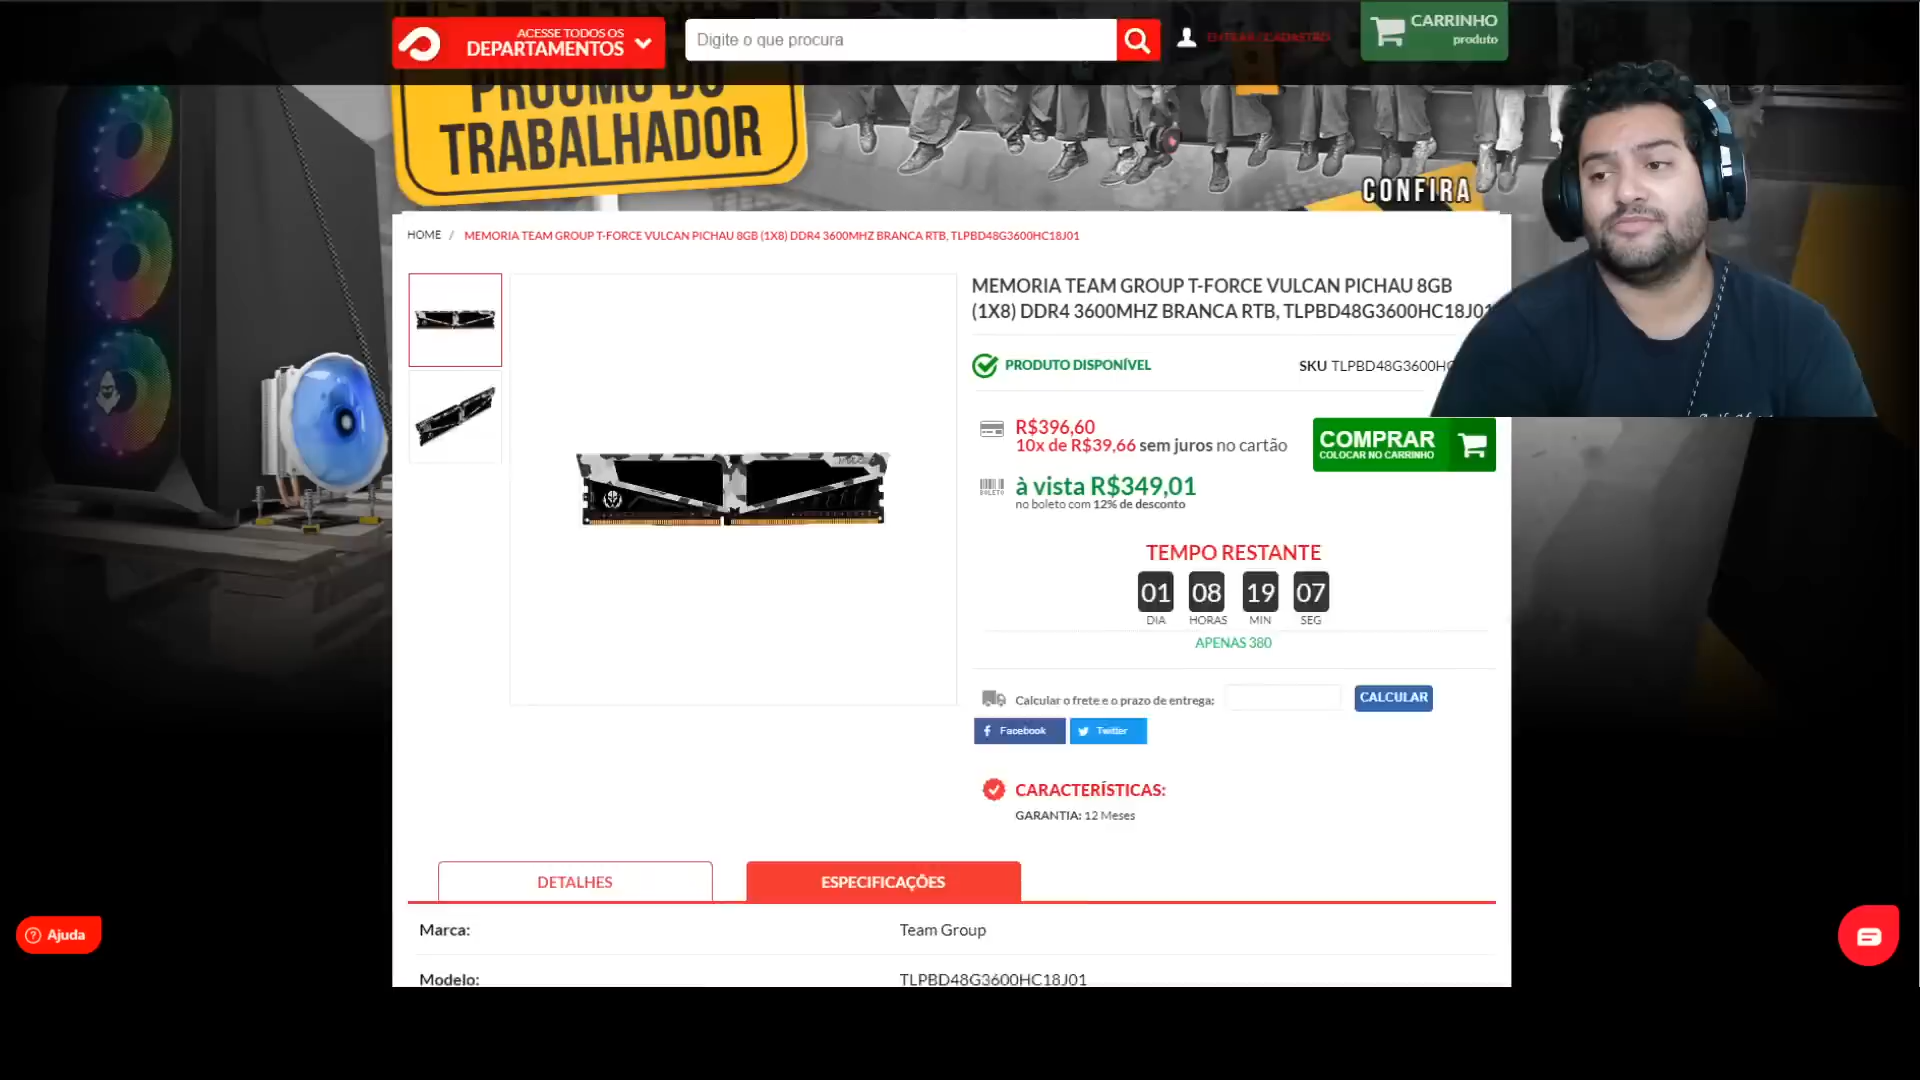 ACESSE TODOS OS
DEPARTAMENTOS
Digite o que procura
ENTRAR / CADASTRO
CARRINHO
produto
TRABALHADOR
CONFIRA
HOME / MEMORIA TEAM GROUP T-FORCE VULCAN PICHAU 8GB (1X8) DDR4 3600MHZ BRANCA RTB, TLPBD48G3600HC18J01
MEMORIA TEAM GROUP T-FORCE VULCAN PICHAU 8GB
(1X8) DDR4 3600MHZ BRANCA RTB, TLPBD48G3600HC18J01
PRODUTO DISPONÍVEL
SKU TLPBD48G3600HC
R$396,60
10x de R$39,66 sem juros no cartão
COMPRAR
COLOCAR NO CARRINHO
BOLETO
à vista R$349,01
no boleto com 12% de desconto
TEMPO RESTANTE
01 08 19 07
DIA HORAS MIN SEG
APENAS 380
Calcular o frete e o prazo de entrega:
CALCULAR
Facebook
Twitter
CARACTERÍSTICAS:
GARANTIA: 12 Meses
DETALHES
ESPECIFICAÇÕES
Marca: Team Group
Modelo: TLPBD48G3600HC18J01
Ajuda